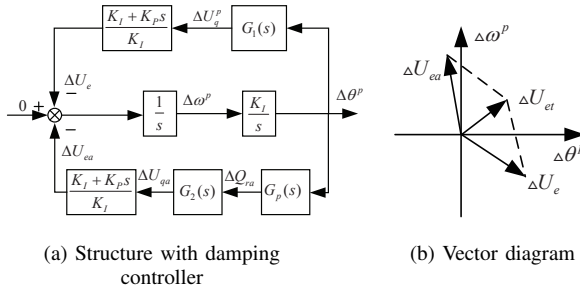 K_I + K_P s
K_I
ΔU_q^p
G_1(s)
ΔU_e
−
0 +
−
1
s
Δω^p
K_I
s
Δθ^p
ΔU_ea
K_I + K_P s
K_I
ΔU_qa
G_2(s)
ΔQ_ra
G_p(s)
(a) Structure with damping
controller
Δω^p
ΔU_ea
ΔU_et
Δθ^p
ΔU_e
(b) Vector diagram